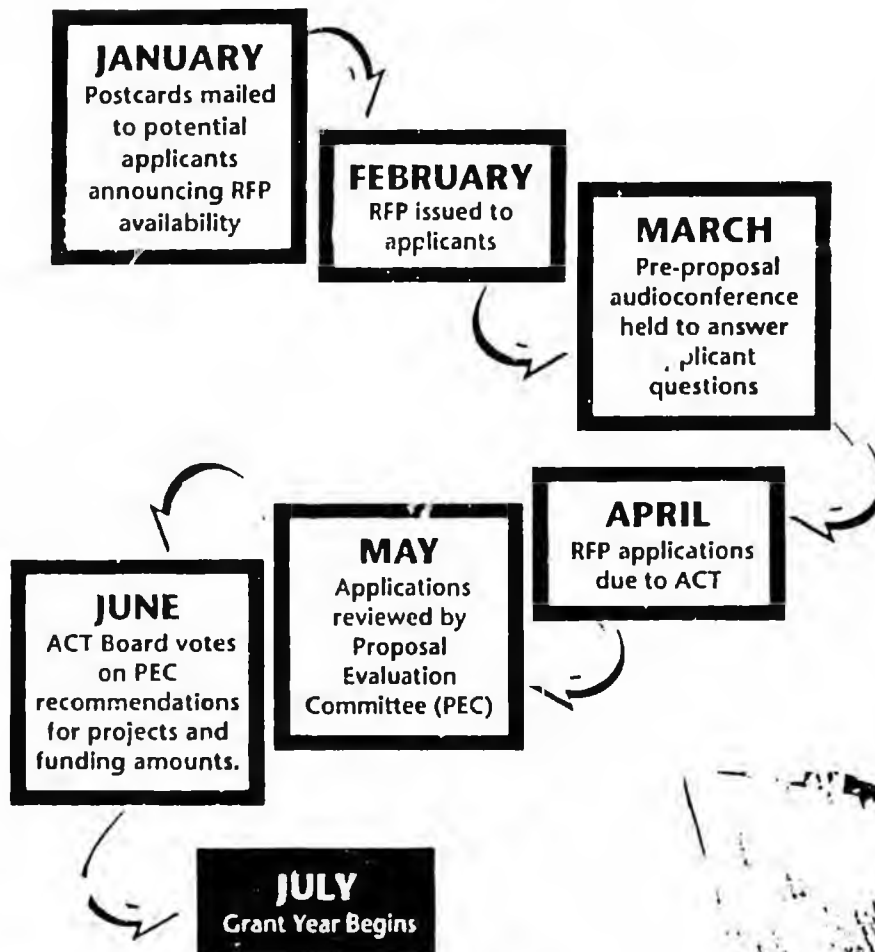 JANUARY
Postcards mailed
to potential
applicants
announcing RFP
availability
FEBRUARY
RFP issued to
applicants
MARCH
Pre-proposal
audioconference
held to answer
plicant
questions
APRIL
RFP applications
due to ACT
MAY
Applications
reviewed by
Proposal
Evaluation
Committee (PEC)
JUNE
ACT Board votes
on PEC
recommendations
for projects and
funding amounts.
JULY
Grant Year Begins